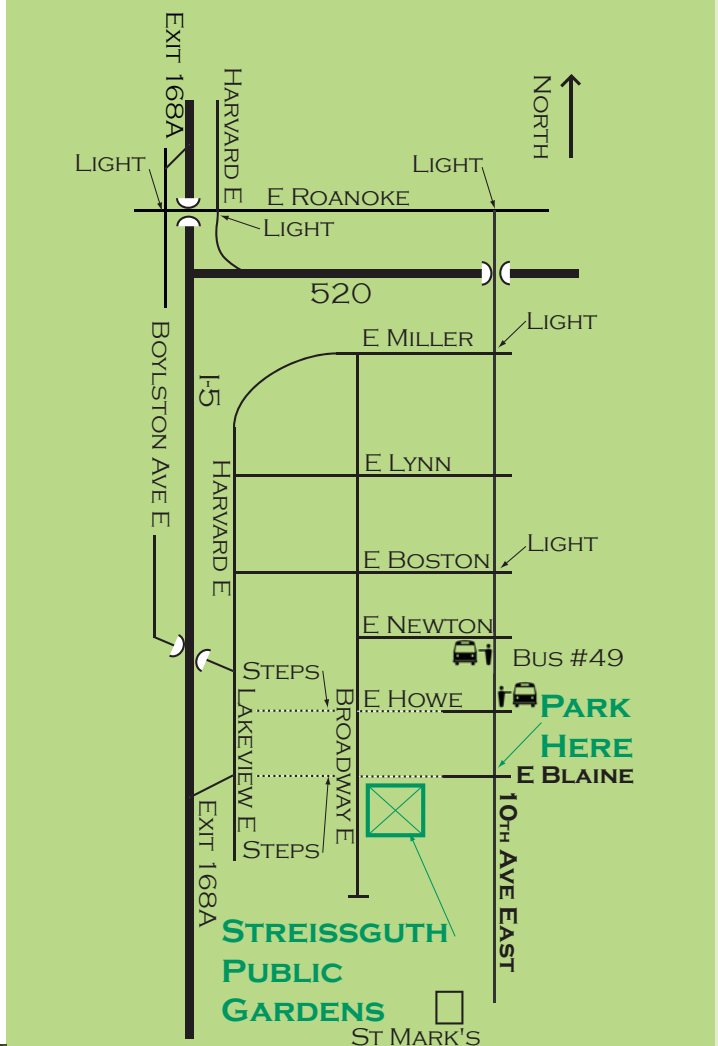 EXIT 168A
HARVARD E
NORTH
LIGHT
LIGHT
E ROANOKE
LIGHT
520
LIGHT
E MILLER
BOYLSTON AVE E
I-5
E LYNN
HARVARD E
LIGHT
E BOSTON
E NEWTON
BUS #49
STEPS
E HOWE
PARK
HERE
LAKEVIEW E
BROADWAY E
E BLAINE
EXIT 168A
STEPS
10TH AVE EAST
STREISSGUTH
PUBLIC
GARDENS
ST MARK'S